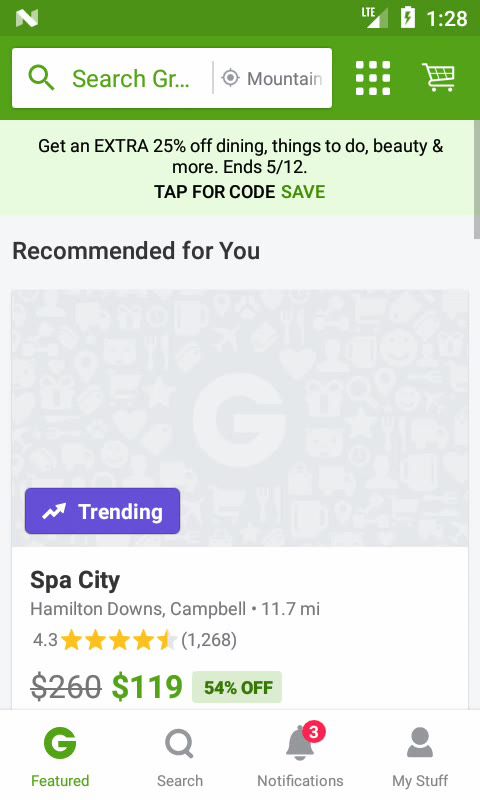 LTE 1:28
Search Gr... Mountain
Get an EXTRA 25% off dining, things to do, beauty &
more. Ends 5/12.
TAP FOR CODE SAVE
Recommended for You
G
Trending
Spa City
Hamilton Downs, Campbell • 11.7 mi
4.3 (1,268)
$260 $119 54% OFF
G
3
Featured
Search
Notifications
My Stuff